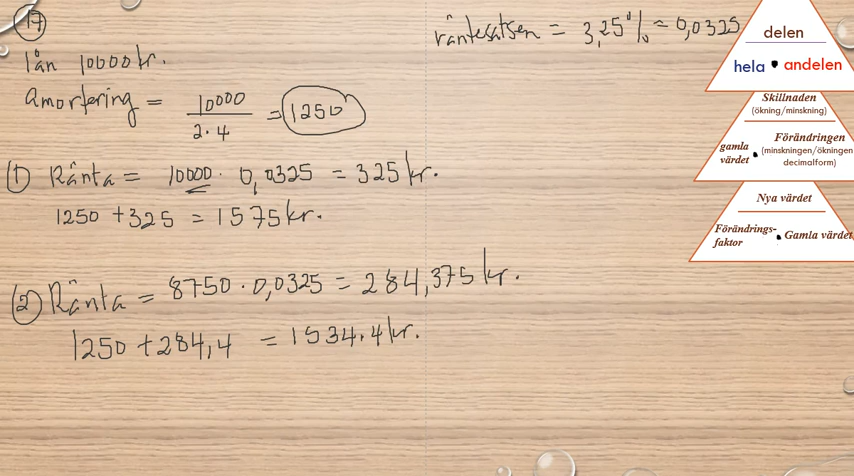 17
räntesatsen = 3,25% = 0,0325
lån 10000 kr.
Amortering = 10000 / 2·4 = 1250
① Ränta = 10000 · 0,0325 = 325 kr.
1250 + 325 = 1575 kr.
② Ränta = 8750 · 0,0325 = 284,375 kr.
1250 + 284,4 = 1534.4 kr.
delen
hela • andelen
Skillnaden
(ökning/minskning)
gamla värdet • Förändringen
(minskningen/ökningen
decimalform)
Nya värdet
Förändrings-
faktor • Gamla värdet